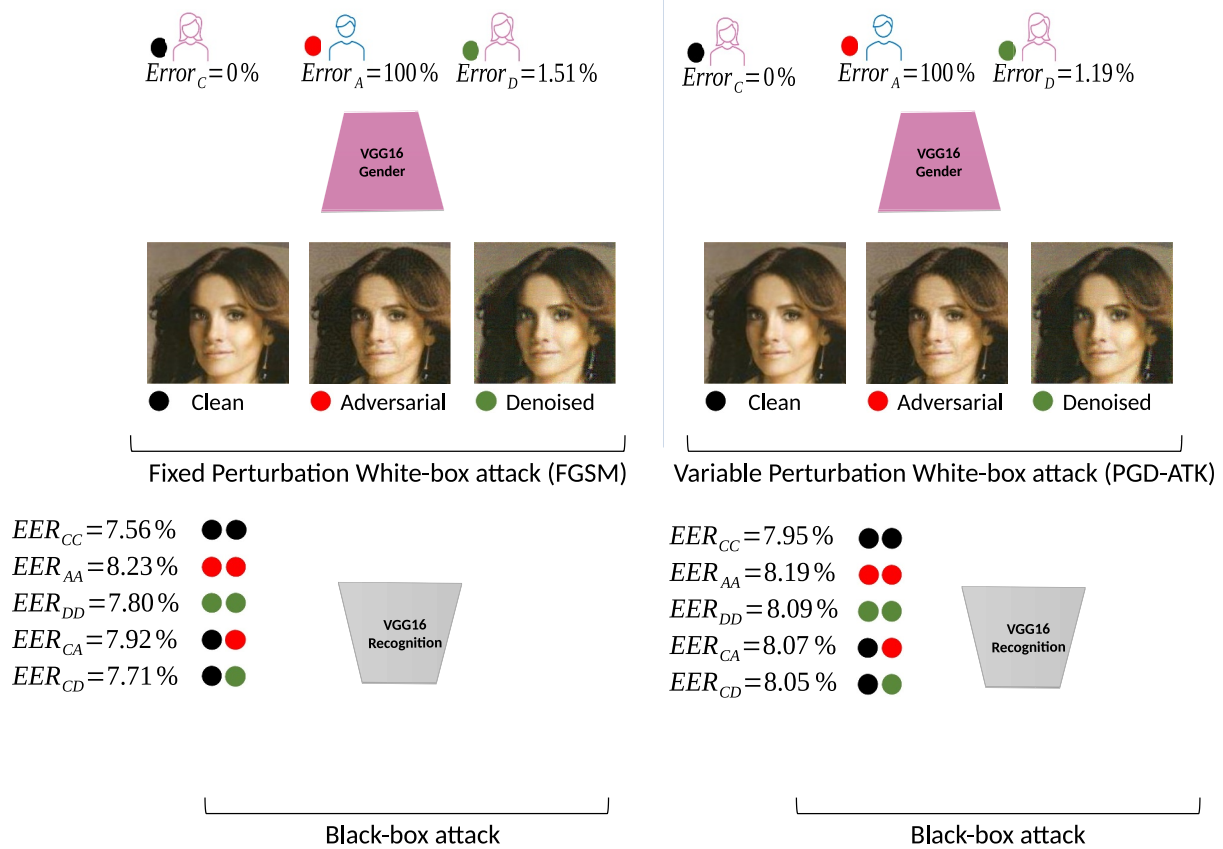 Error_C=0%
Error_A=100%
Error_D=1.51%
VGG16
Gender
Clean
Adversarial
Denoised
Fixed Perturbation White-box attack (FGSM)
EER_CC=7.56%
EER_AA=8.23%
EER_DD=7.80%
EER_CA=7.92%
EER_CD=7.71%
VGG16
Recognition
Black-box attack
Error_C=0%
Error_A=100%
Error_D=1.19%
VGG16
Gender
Clean
Adversarial
Denoised
Variable Perturbation White-box attack (PGD-ATK)
EER_CC=7.95%
EER_AA=8.19%
EER_DD=8.09%
EER_CA=8.07%
EER_CD=8.05%
VGG16
Recognition
Black-box attack